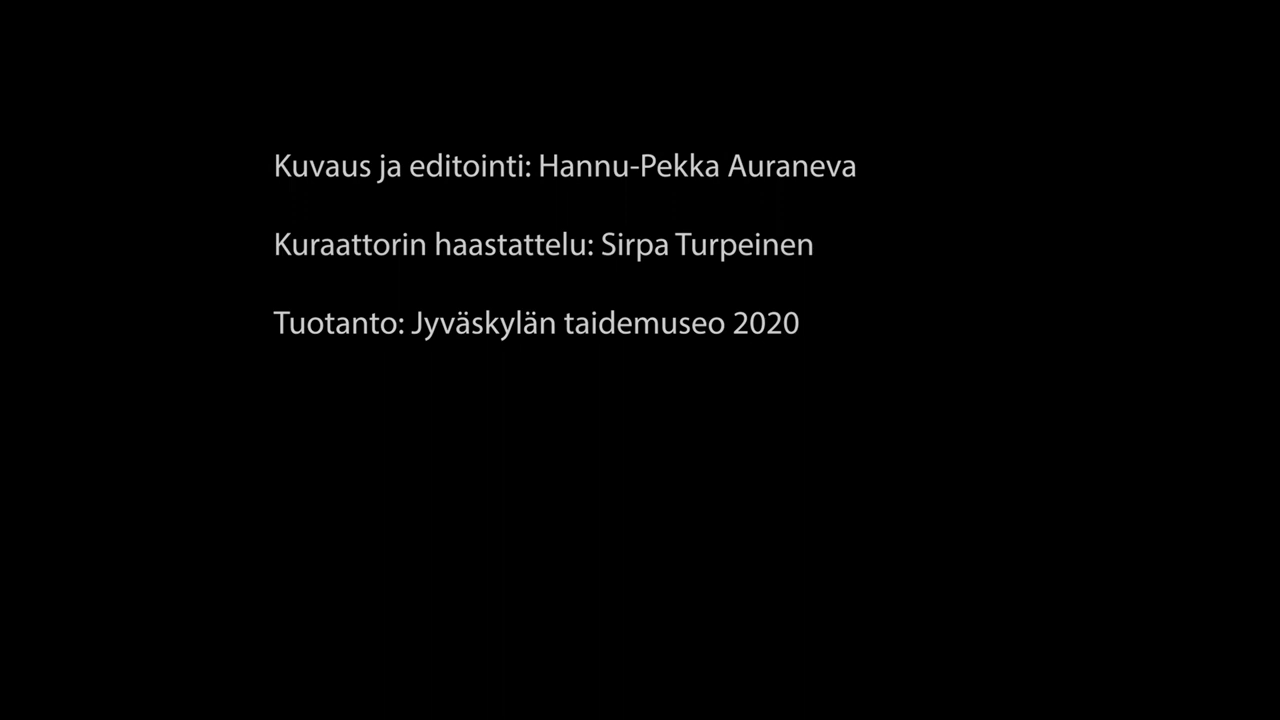 Kuvaus ja editointi: Hannu-Pekka Auraneva
Kuraattorin haastattelu: Sirpa Turpeinen
Tuotanto: Jyväskylän taidemuseo 2020